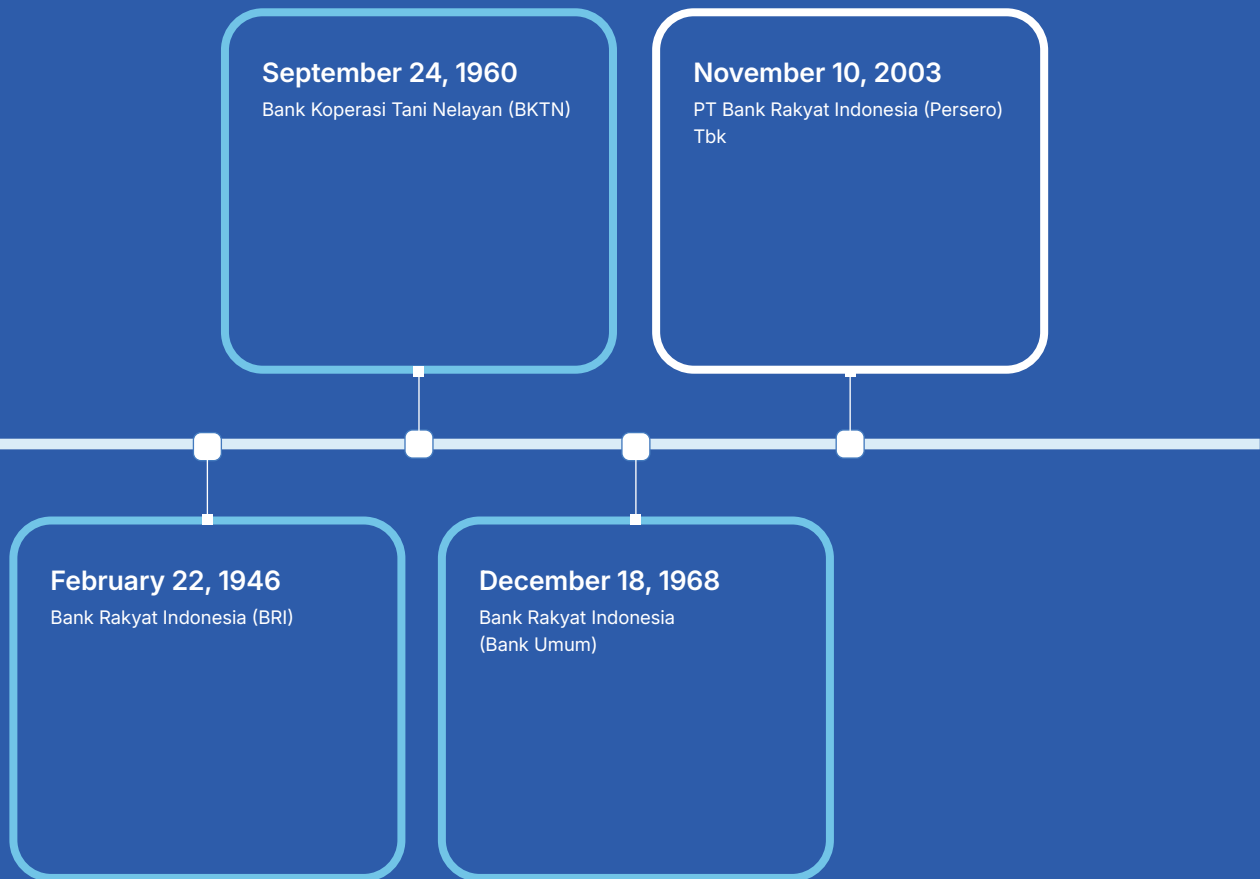 September 24, 1960
Bank Koperasi Tani Nelayan (BKTN)
November 10, 2003
PT Bank Rakyat Indonesia (Persero)
Tbk
February 22, 1946
Bank Rakyat Indonesia (BRI)
December 18, 1968
Bank Rakyat Indonesia
(Bank Umum)